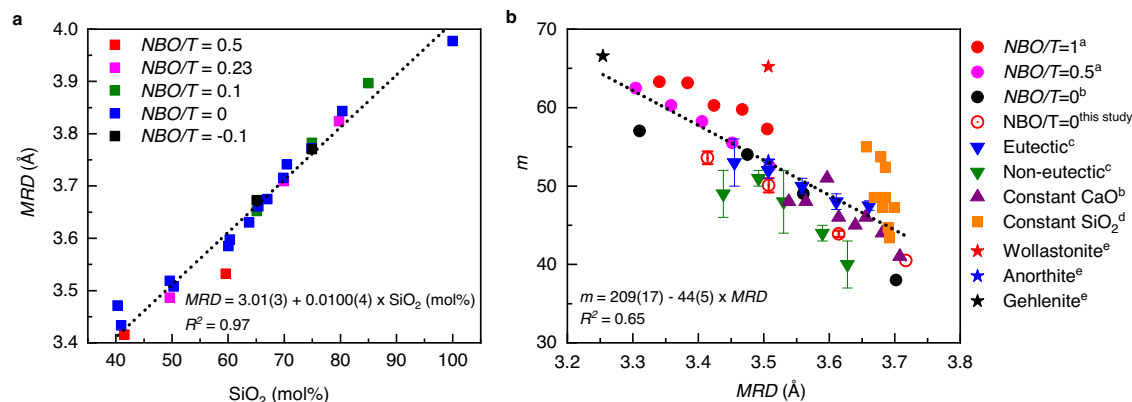 a
4.0
3.9
3.8
3.7
3.6
3.5
3.4
MRD (Å)
NBO/T = 0.5
NBO/T = 0.23
NBO/T = 0.1
NBO/T = 0
NBO/T = -0.1
MRD = 3.01(3) + 0.0100(4) x SiO₂ (mol%)
R² = 0.97
40 50 60 70 80 90 100
SiO₂ (mol%)
b
70
60
50
40
30
m
m = 209(17) - 44(5) x MRD
R² = 0.65
3.2 3.3 3.4 3.5 3.6 3.7 3.8
MRD (Å)
NBO/T=1ᵃ
NBO/T=0.5ᵃ
NBO/T=0ᵇ
NBO/T=0ᵗʰⁱˢ ˢᵗᵘᵈʸ
Eutecticᶜ
Non-eutecticᶜ
Constant CaOᵇ
Constant SiO₂ᵈ
Wollastoniteᵉ
Anorthiteᵉ
Gehleniteᵉ